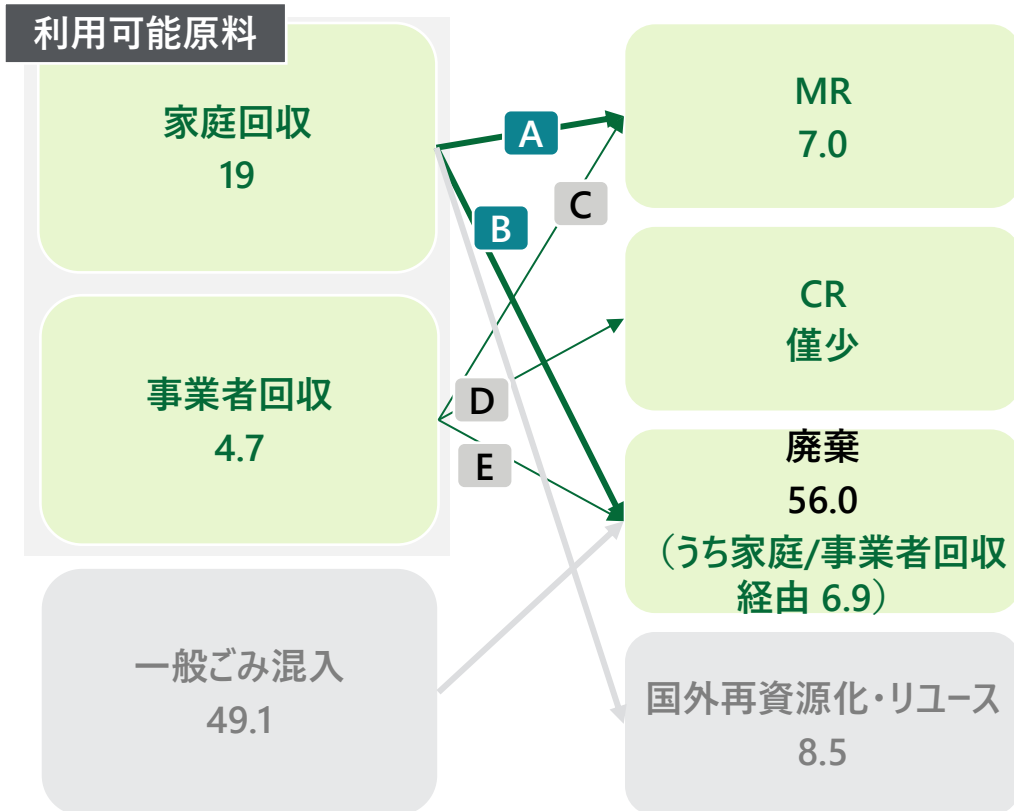 利用可能原料
家庭回収
19
事業者回収
4.7
一般ごみ混入
49.1
A
B
C
D
E
MR
7.0
CR
僅少
廃棄
56.0
（うち家庭/事業者回収
経由 6.9）
国外再資源化・リユース
8.5